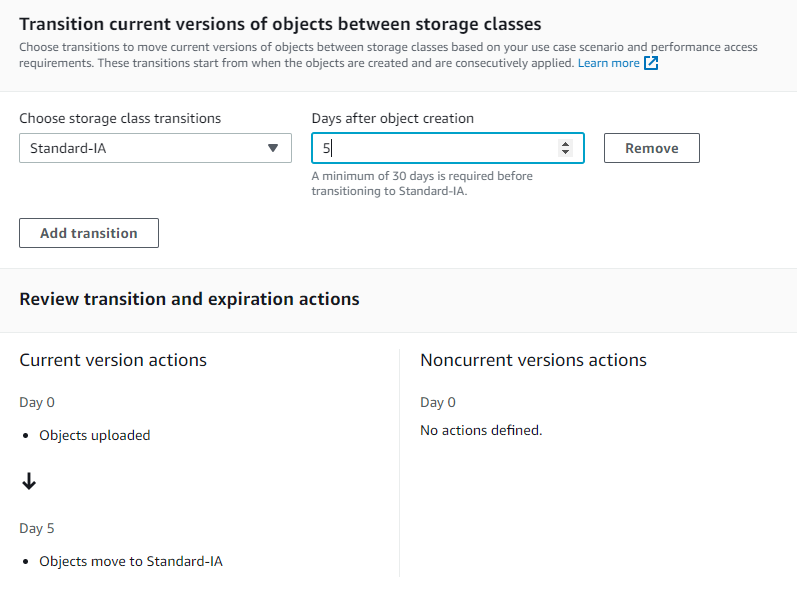 Transition current versions of objects between storage classes
Choose transitions to move current versions of objects between storage classes based on your use case scenario and performance access
requirements. These transitions start from when the objects are created and are consecutively applied. Learn more
Choose storage class transitions
Days after object creation
Standard-IA
5
Remove
A minimum of 30 days is required before
transitioning to Standard-IA.
Add transition
Review transition and expiration actions
Current version actions
Day 0
Objects uploaded
Day 5
Objects move to Standard-IA
Noncurrent versions actions
Day 0
No actions defined.